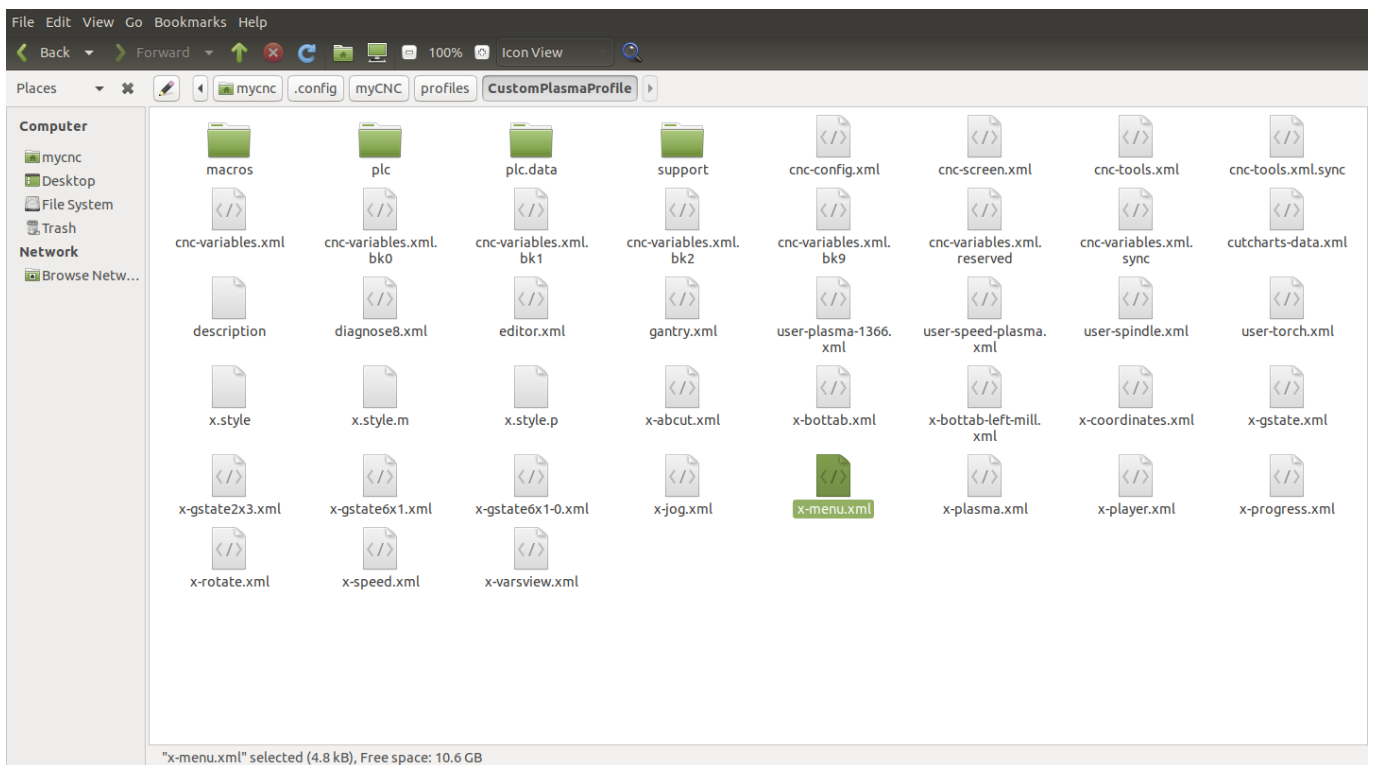 File Edit View Go Bookmarks Help
Back Forward 100% Icon View
Places mycnc .config myCNC profiles CustomPlasmaProfile
Computer
mycnc
Desktop
File System
Trash
Network
Browse Netw...
macros plc plc.data support cnc-config.xml cnc-screen.xml cnc-tools.xml cnc-tools.xml.sync
cnc-variables.xml cnc-variables.xml. cnc-variables.xml. cnc-variables.xml. cnc-variables.xml. cnc-variables.xml. cnc-variables.xml. cutcharts-data.xml
bk0 bk1 bk2 bk9 reserved sync
description diagnose8.xml editor.xml gantry.xml user-plasma-1366. user-speed-plasma. user-spindle.xml user-torch.xml
xml xml
x.style x.style.m x.style.p x-abcut.xml x-bottab.xml x-bottab-left-mill. x-coordinates.xml x-gstate.xml
xml
x-gstate2x3.xml x-gstate6x1.xml x-gstate6x1-0.xml x-jog.xml x-menu.xml x-plasma.xml x-player.xml x-progress.xml
x-rotate.xml x-speed.xml x-varsview.xml
"x-menu.xml" selected (4.8 kB), Free space: 10.6 GB